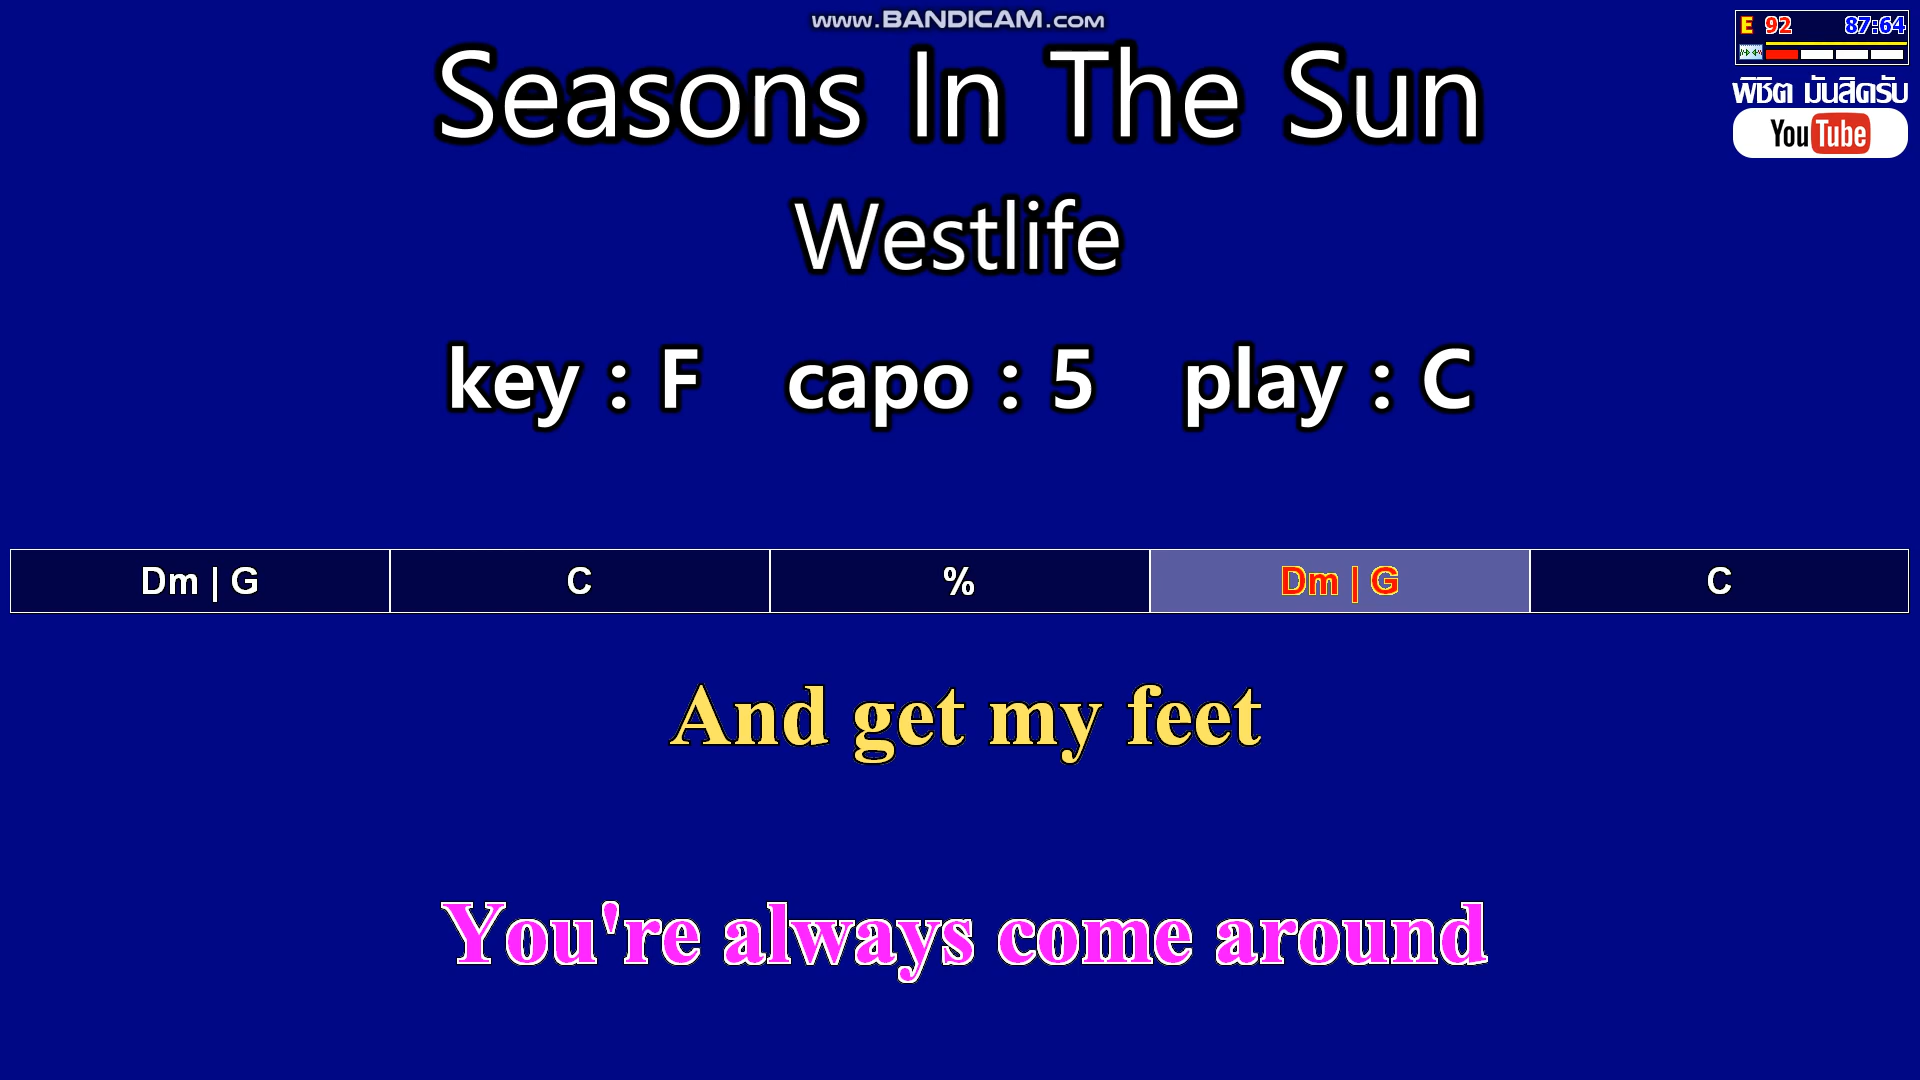 www.BANDICAM.com
E 92 87:64
พิชิต มันสิดรับ
YouTube
Seasons In The Sun
Westlife
key : F capo : 5 play : C
Dm | G C % Dm | G C
And get my feet
You're always come around